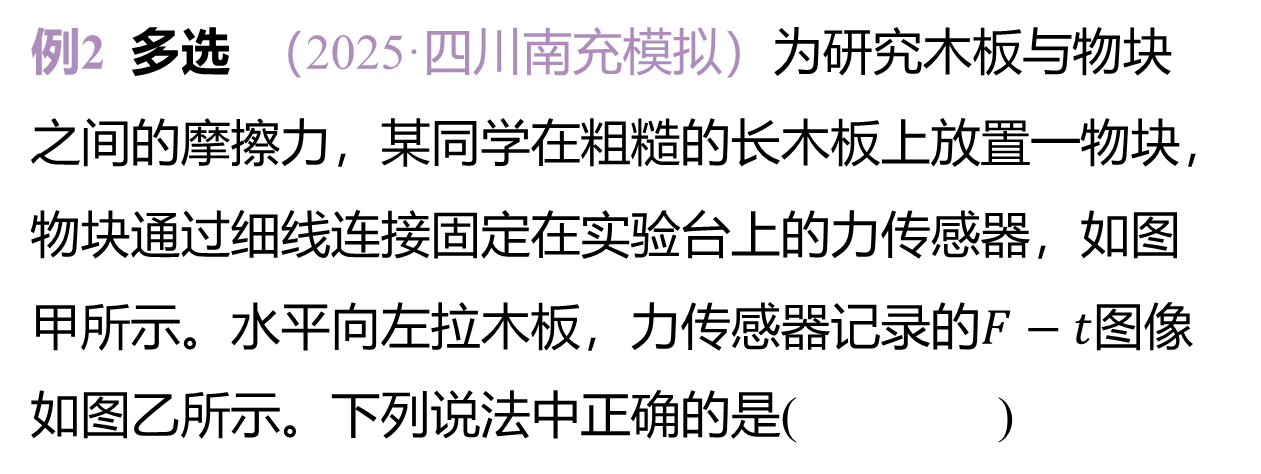 例2 多选 （2025·四川南充模拟）为研究木板与物块
之间的摩擦力，某同学在粗糙的长木板上放置一物块，
物块通过细线连接固定在实验台上的力传感器，如图
甲所示。水平向左拉木板，力传感器记录的F − t图像
如图乙所示。下列说法中正确的是( )